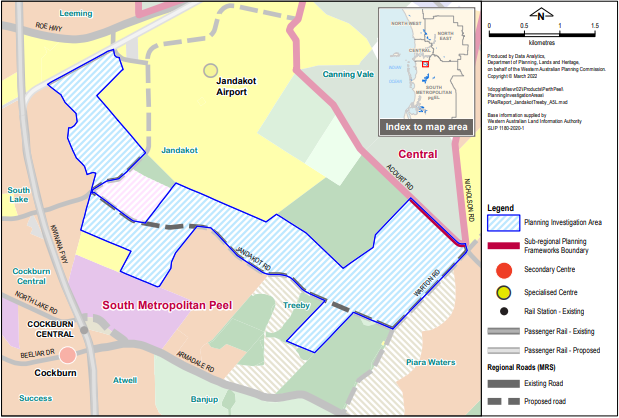 Leeming
ROE HWY
Jandakot
Airport
Canning Vale
NORTH WEST
NORTH
EAST
CENTRAL
SOUTH
METROPOLITAN
PEEL
Index to map area
Jandakot
Central
ACOURT RD
NICHOLSON RD
South
Lake
KWINANA FWY
JANDAKOT RD
WARTON RD
Cockburn
Central
NORTH LAKE RD
South Metropolitan Peel
Treeby
COCKBURN
CENTRAL
BEELIAR DR
Cockburn
ARMADALE RD
Piara Waters
Atwell
Success
Banjup
N
0 0.5 1 1.5
kilometres
Produced by Data Analytics,
Department of Planning, Lands and Heritage,
on behalf of the Western Australian Planning Commission.
Copyright © March 2022
PlanningInvestigationAreas\
PIAsReport_JandakotTreeby_A5L.mxd
Base information supplied by
Western Australian Land Information Authority
SLIP 1180-2020-1
Legend
Planning Investigation Area
Sub-regional Planning
Frameworks Boundary
Secondary Centre
Specialised Centre
Rail Station - Existing
Passenger Rail - Existing
Passenger Rail - Proposed
Regional Roads (MRS)
Existing Road
Proposed road